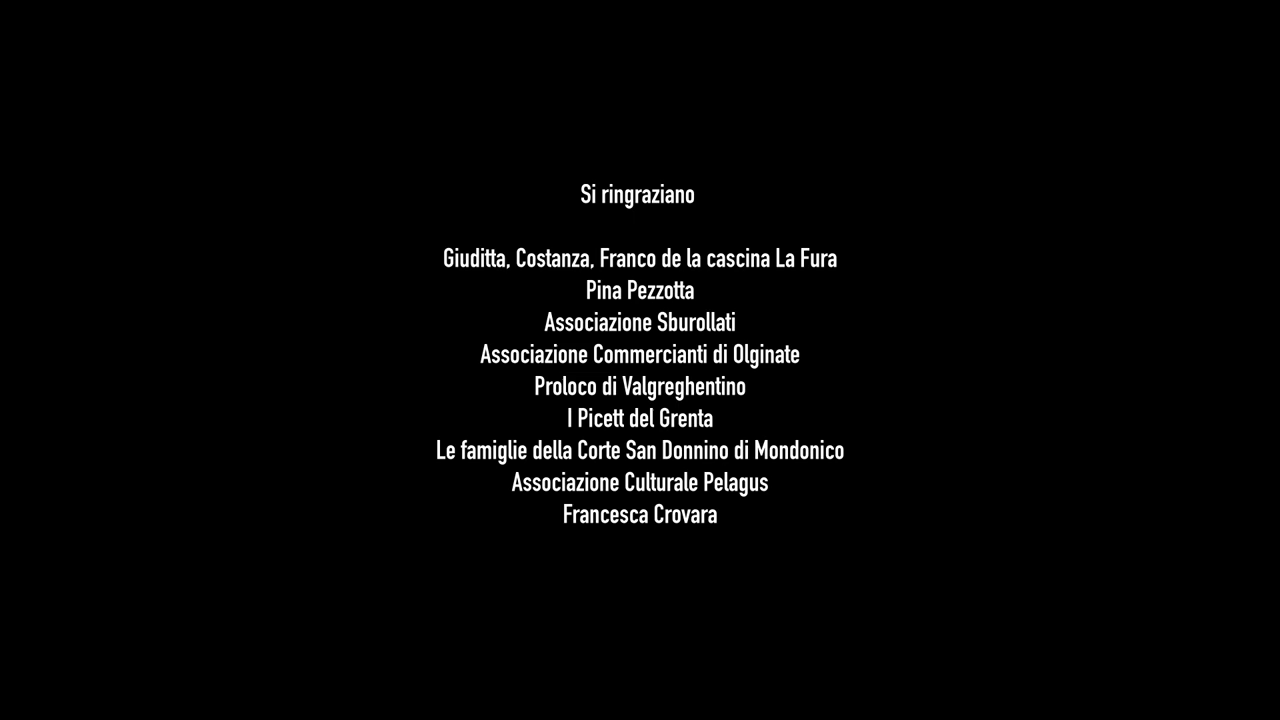 Si ringraziano
Giuditta, Costanza, Franco de la cascina La Fura
Pina Pezzotta
Associazione Sburollati
Associazione Commercianti di Olginate
Proloco di Valgreghentino
I Picett del Grenta
Le famiglie della Corte San Donnino di Mondonico
Associazione Culturale Pelagus
Francesca Crovara